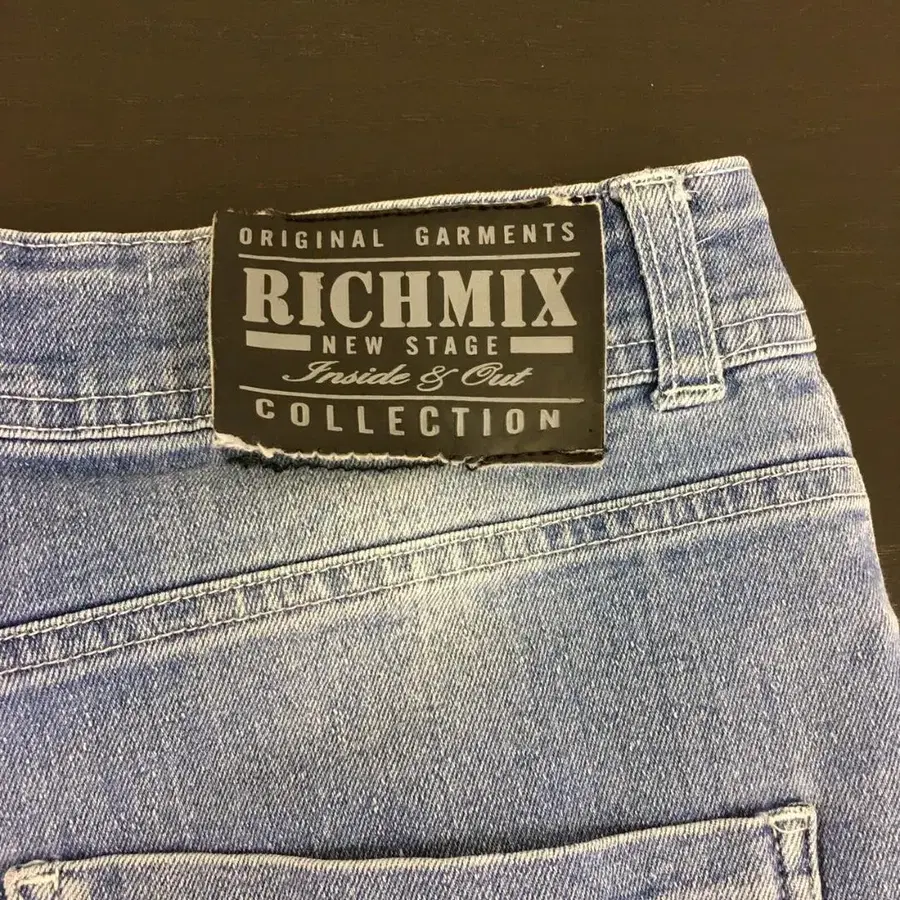 ORIGINAL GARMENTS
RICHMIX
NEW STAGE
Inside & Out
COLLECTION